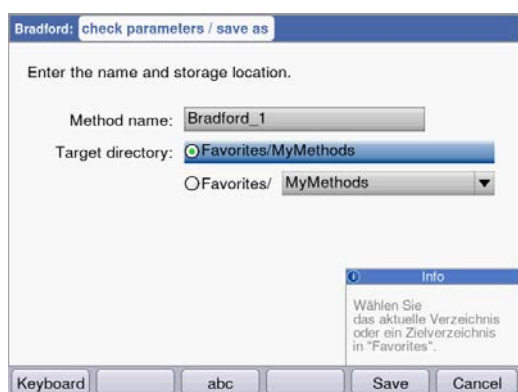 Bradford: check parameters / save as
Enter the name and storage location.
Method name: Bradford_1
Target directory: Favorites/MyMethods
Favorites/ MyMethods
Info
Wählen Sie
das aktuelle Verzeichnis
oder ein Zielverzeichnis
in "Favorites".
Keyboard abc Save Cancel